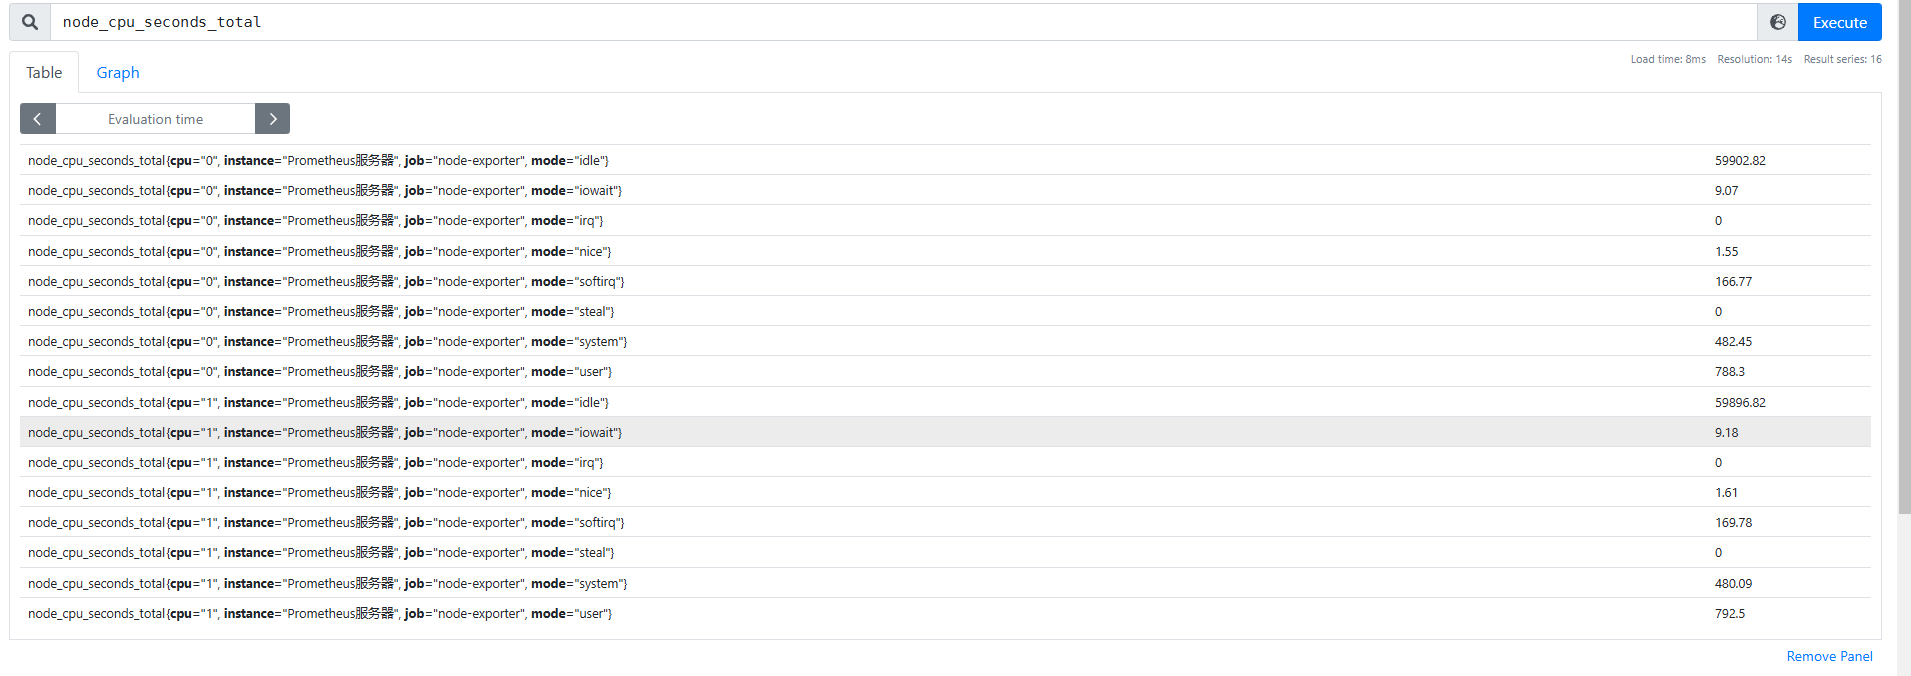 node_cpu_seconds_total Execute
Table Graph Load time: 8ms Resolution: 14s Result series: 16
Evaluation time
node_cpu_seconds_total{cpu="0", instance="Prometheus服务器", job="node-exporter", mode="idle"} 59902.82
node_cpu_seconds_total{cpu="0", instance="Prometheus服务器", job="node-exporter", mode="iowait"} 9.07
node_cpu_seconds_total{cpu="0", instance="Prometheus服务器", job="node-exporter", mode="irq"} 0
node_cpu_seconds_total{cpu="0", instance="Prometheus服务器", job="node-exporter", mode="nice"} 1.55
node_cpu_seconds_total{cpu="0", instance="Prometheus服务器", job="node-exporter", mode="softirq"} 166.77
node_cpu_seconds_total{cpu="0", instance="Prometheus服务器", job="node-exporter", mode="steal"} 0
node_cpu_seconds_total{cpu="0", instance="Prometheus服务器", job="node-exporter", mode="system"} 482.45
node_cpu_seconds_total{cpu="0", instance="Prometheus服务器", job="node-exporter", mode="user"} 788.3
node_cpu_seconds_total{cpu="1", instance="Prometheus服务器", job="node-exporter", mode="idle"} 59896.82
node_cpu_seconds_total{cpu="1", instance="Prometheus服务器", job="node-exporter", mode="iowait"} 9.18
node_cpu_seconds_total{cpu="1", instance="Prometheus服务器", job="node-exporter", mode="irq"} 0
node_cpu_seconds_total{cpu="1", instance="Prometheus服务器", job="node-exporter", mode="nice"} 1.61
node_cpu_seconds_total{cpu="1", instance="Prometheus服务器", job="node-exporter", mode="softirq"} 169.78
node_cpu_seconds_total{cpu="1", instance="Prometheus服务器", job="node-exporter", mode="steal"} 0
node_cpu_seconds_total{cpu="1", instance="Prometheus服务器", job="node-exporter", mode="system"} 480.09
node_cpu_seconds_total{cpu="1", instance="Prometheus服务器", job="node-exporter", mode="user"} 792.5
Remove Panel